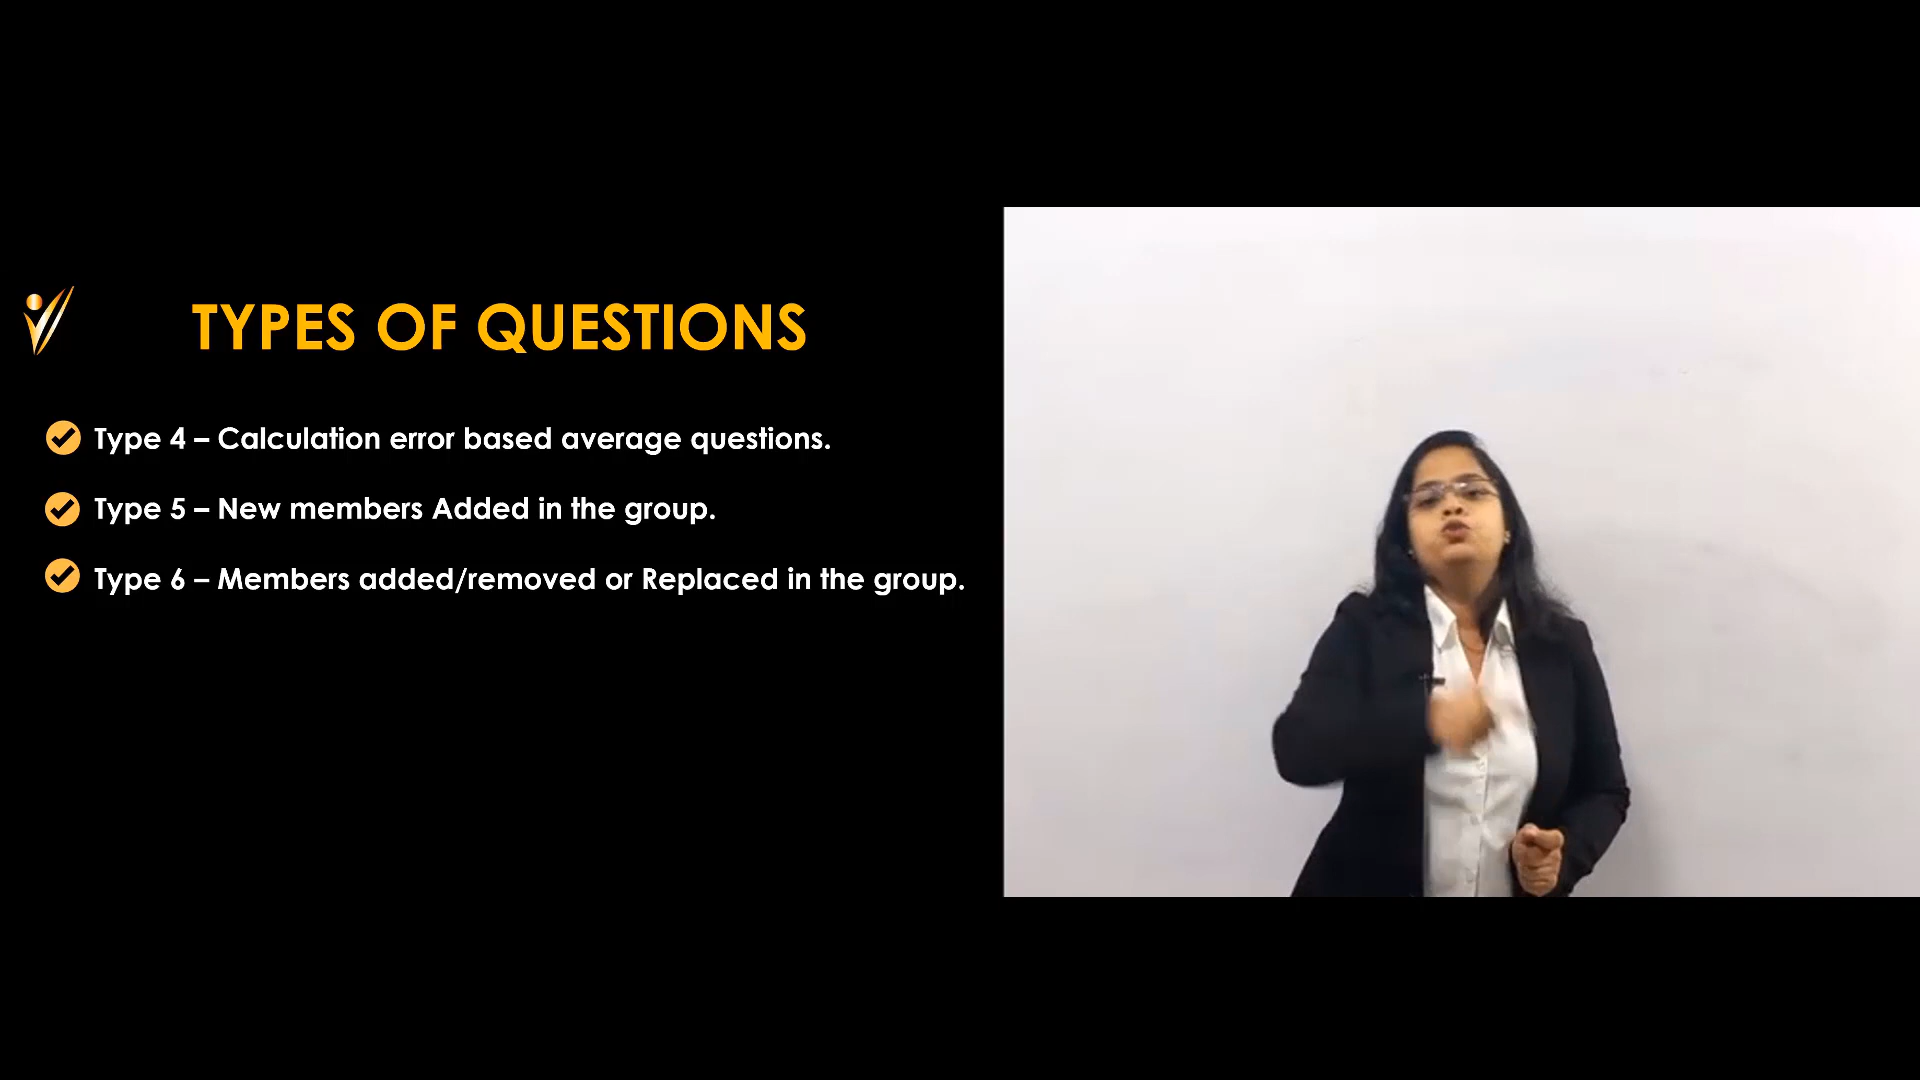 TYPES OF QUESTIONS
Type 4 – Calculation error based average questions.
Type 5 – New members Added in the group.
Type 6 – Members added/removed or Replaced in the group.